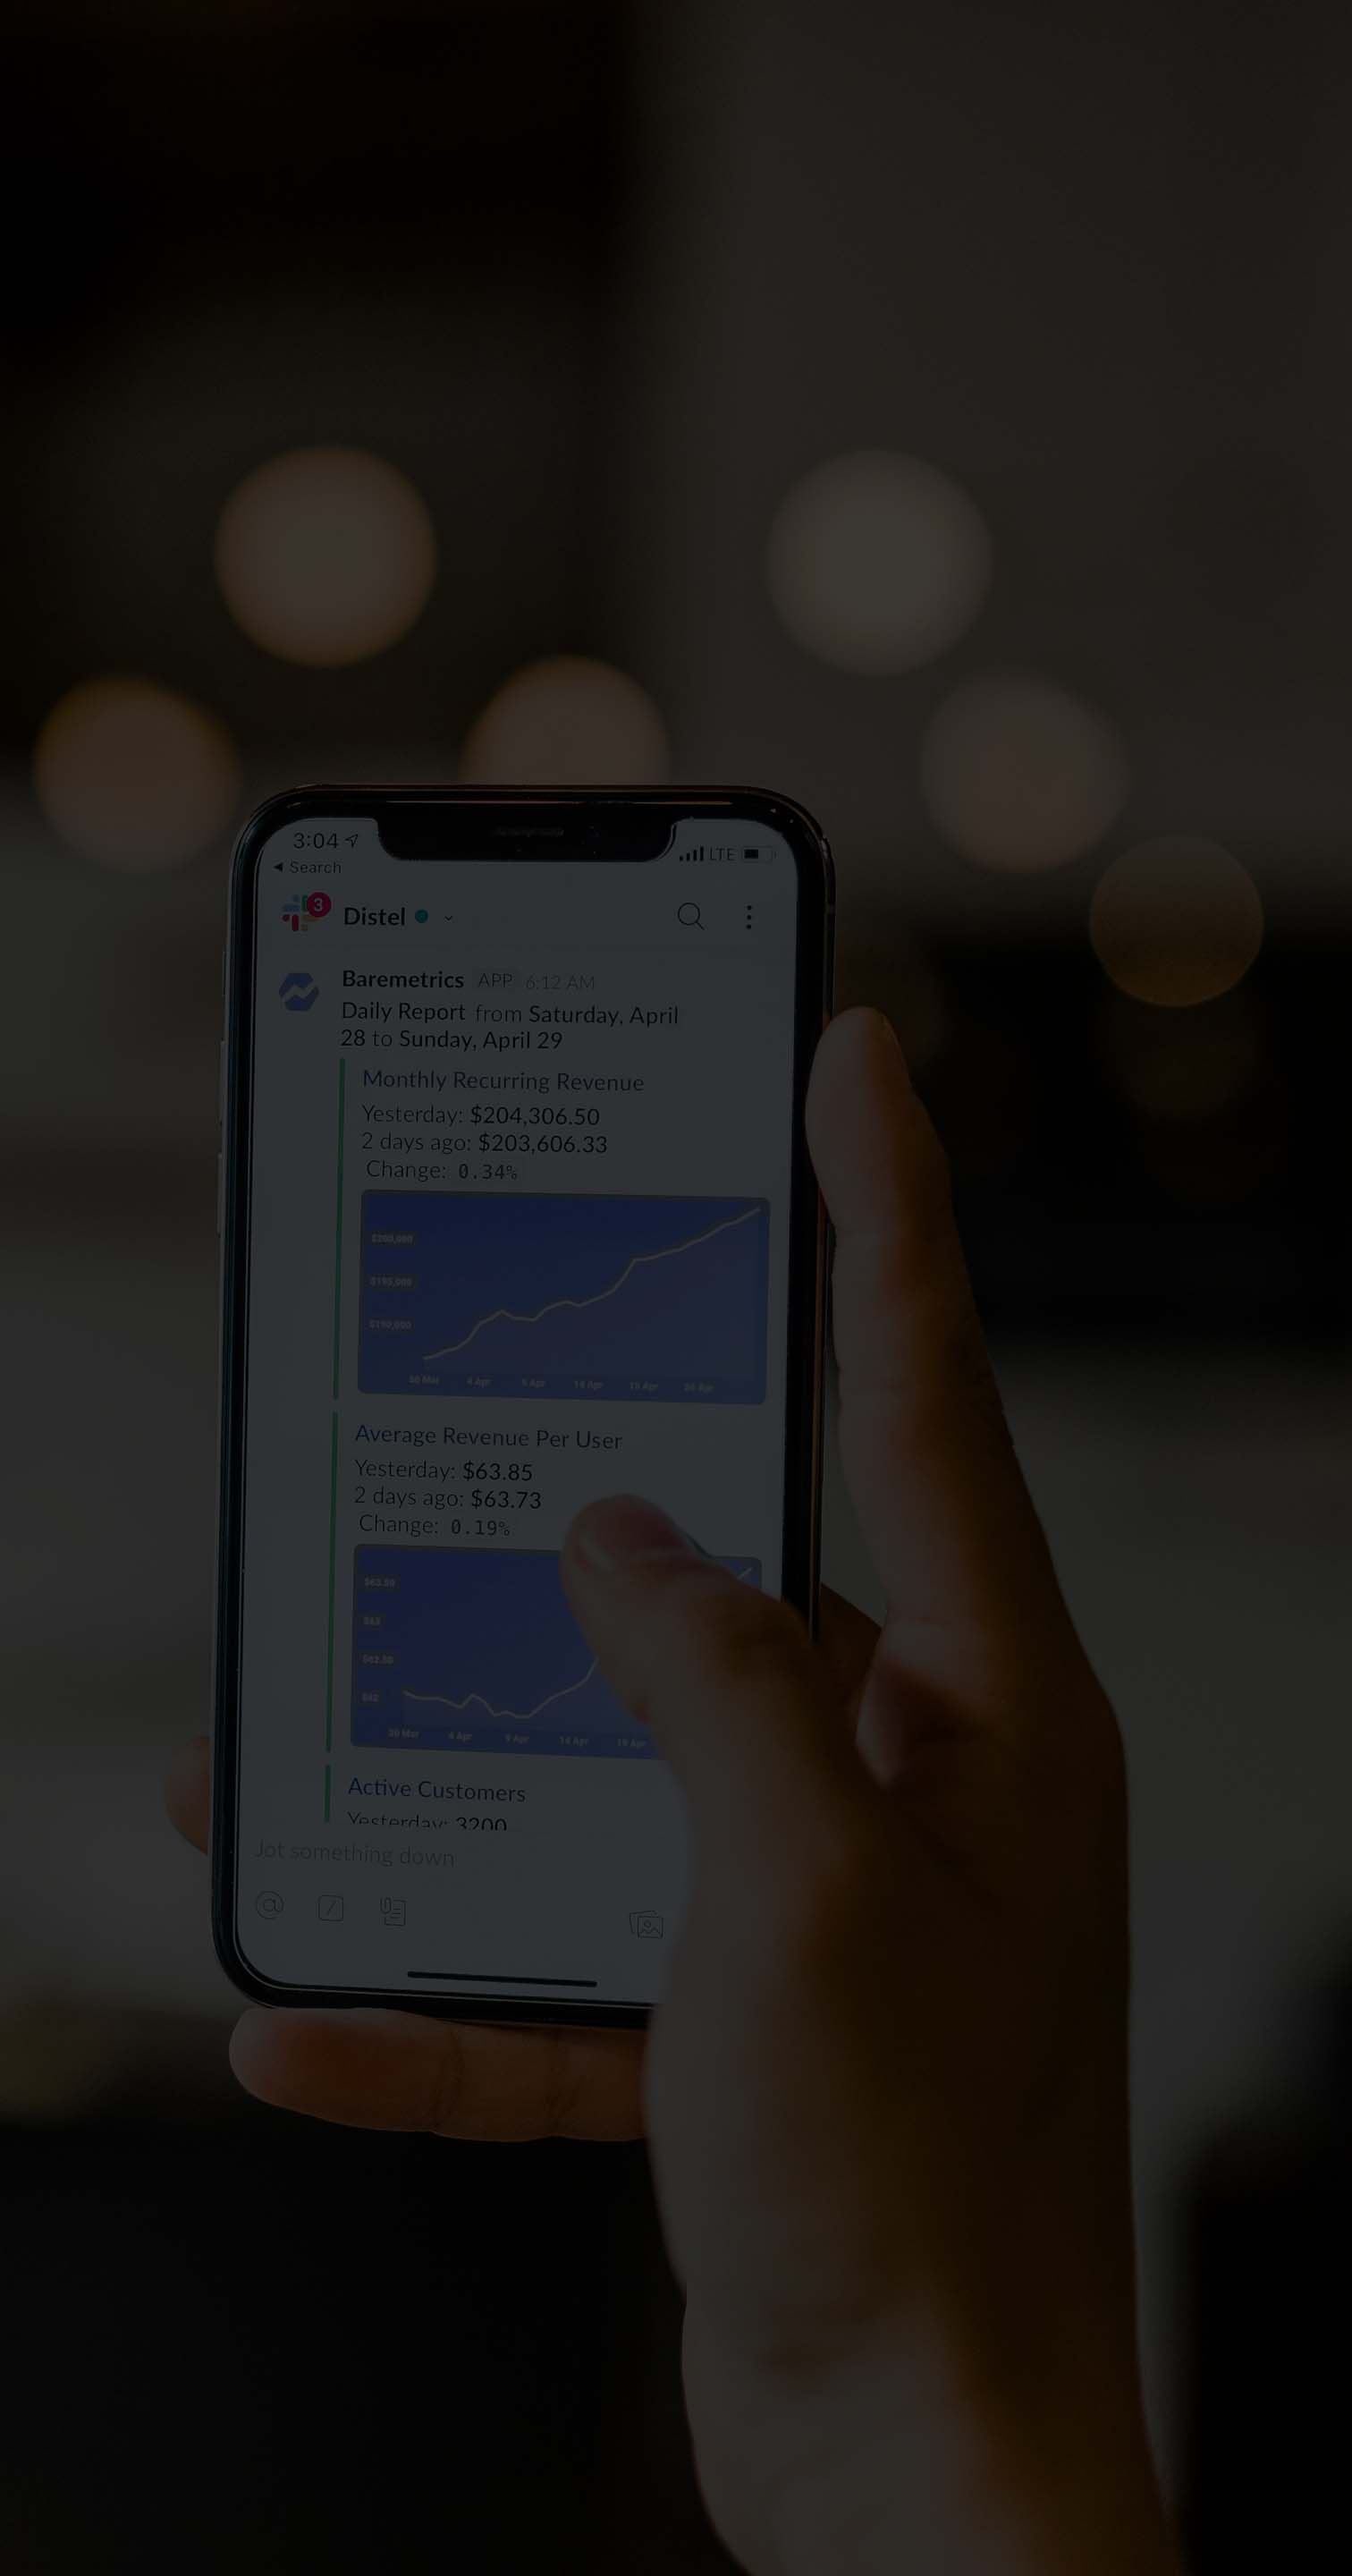 3:04
LTE
◀ Search
3
Distel
Baremetrics APP 6:12 AM
Daily Report from Saturday, April
28 to Sunday, April 29
Monthly Recurring Revenue
Yesterday: $204,306.50
2 days ago: $203,606.33
Change: 0.34%
$200,000
$195,000
$190,000
30 Mar 4 Apr 9 Apr 14 Apr 19 Apr 24 Apr
Average Revenue Per User
Yesterday: $63.85
2 days ago: $63.73
Change: 0.19%
$63.50
$63
$62.50
$62
30 Mar 4 Apr 9 Apr 14 Apr 19 Apr
Active Customers
Yesterday: 3200
Jot something down